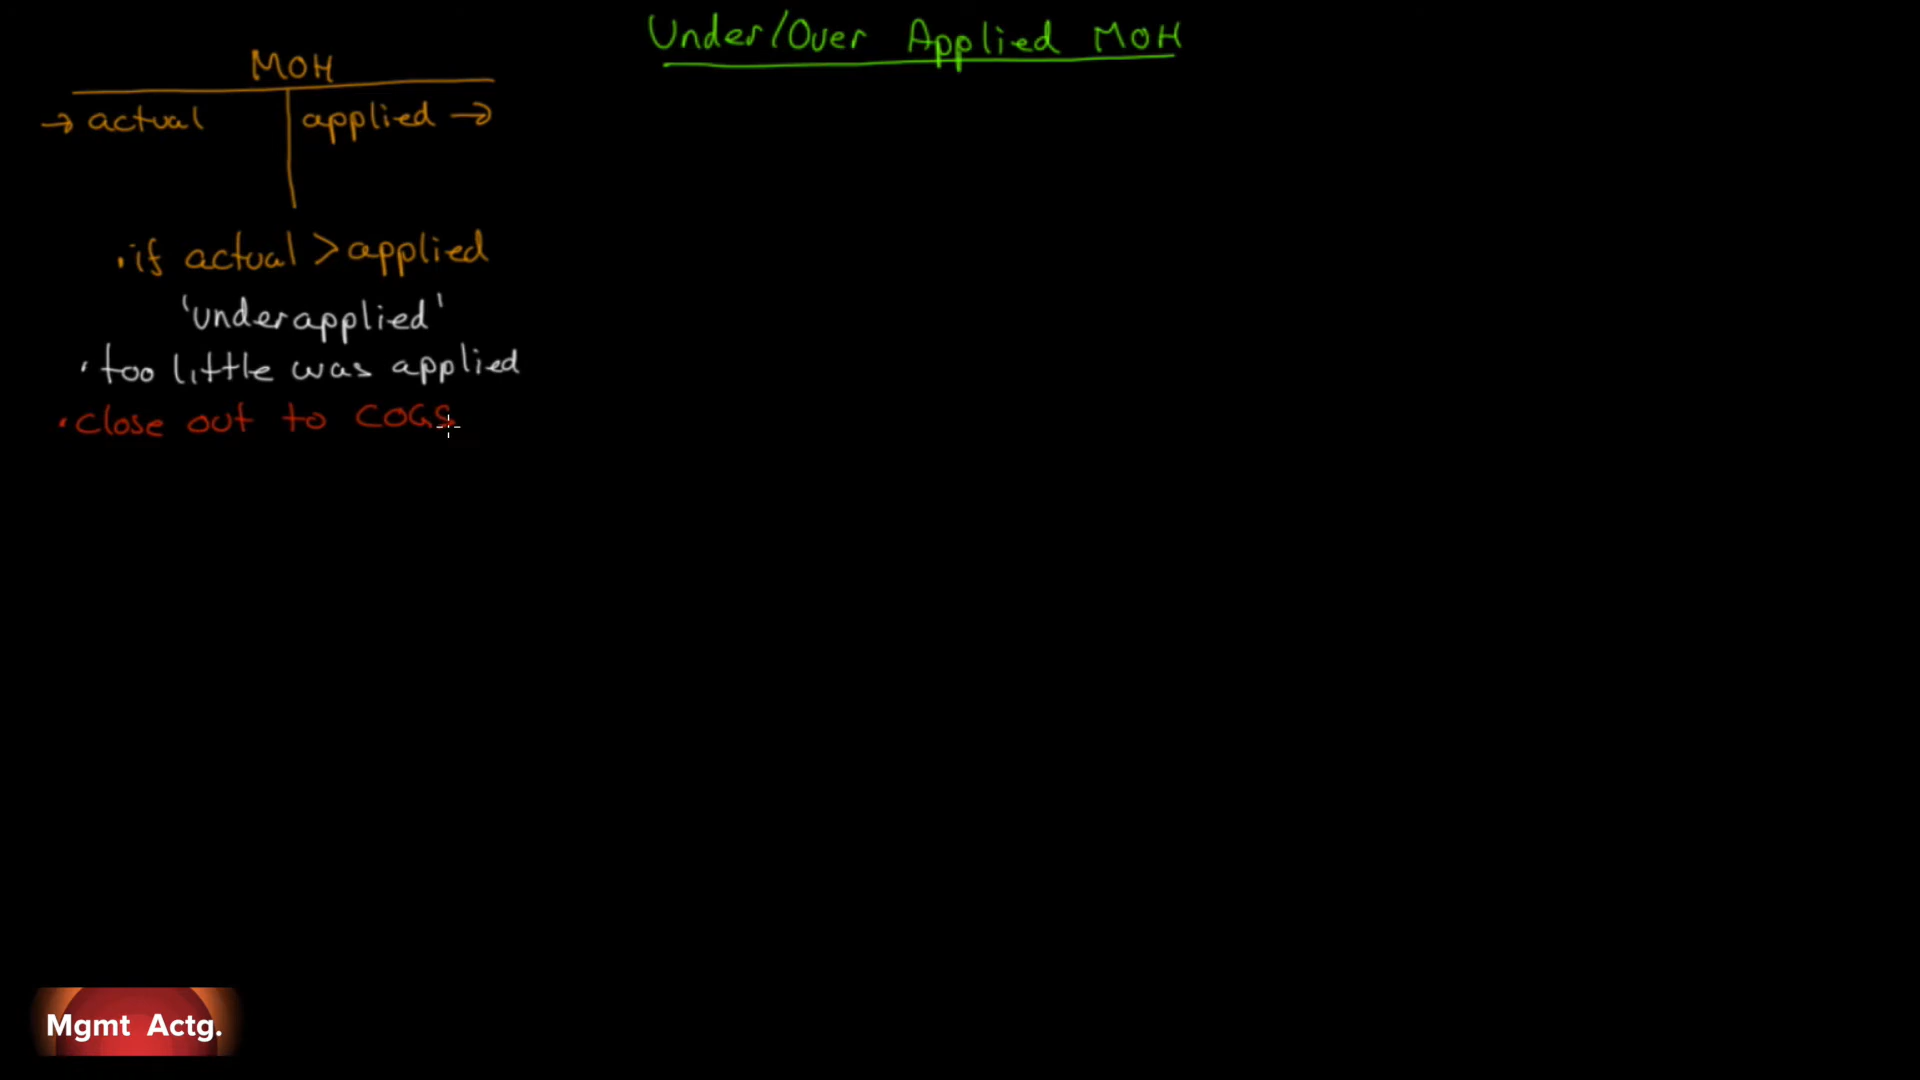 Under/Over Applied MOH
MOH
→ actual applied →
• if actual > applied
'underapplied'
• too little was applied
• close out to COGS
Mgmt Actg.